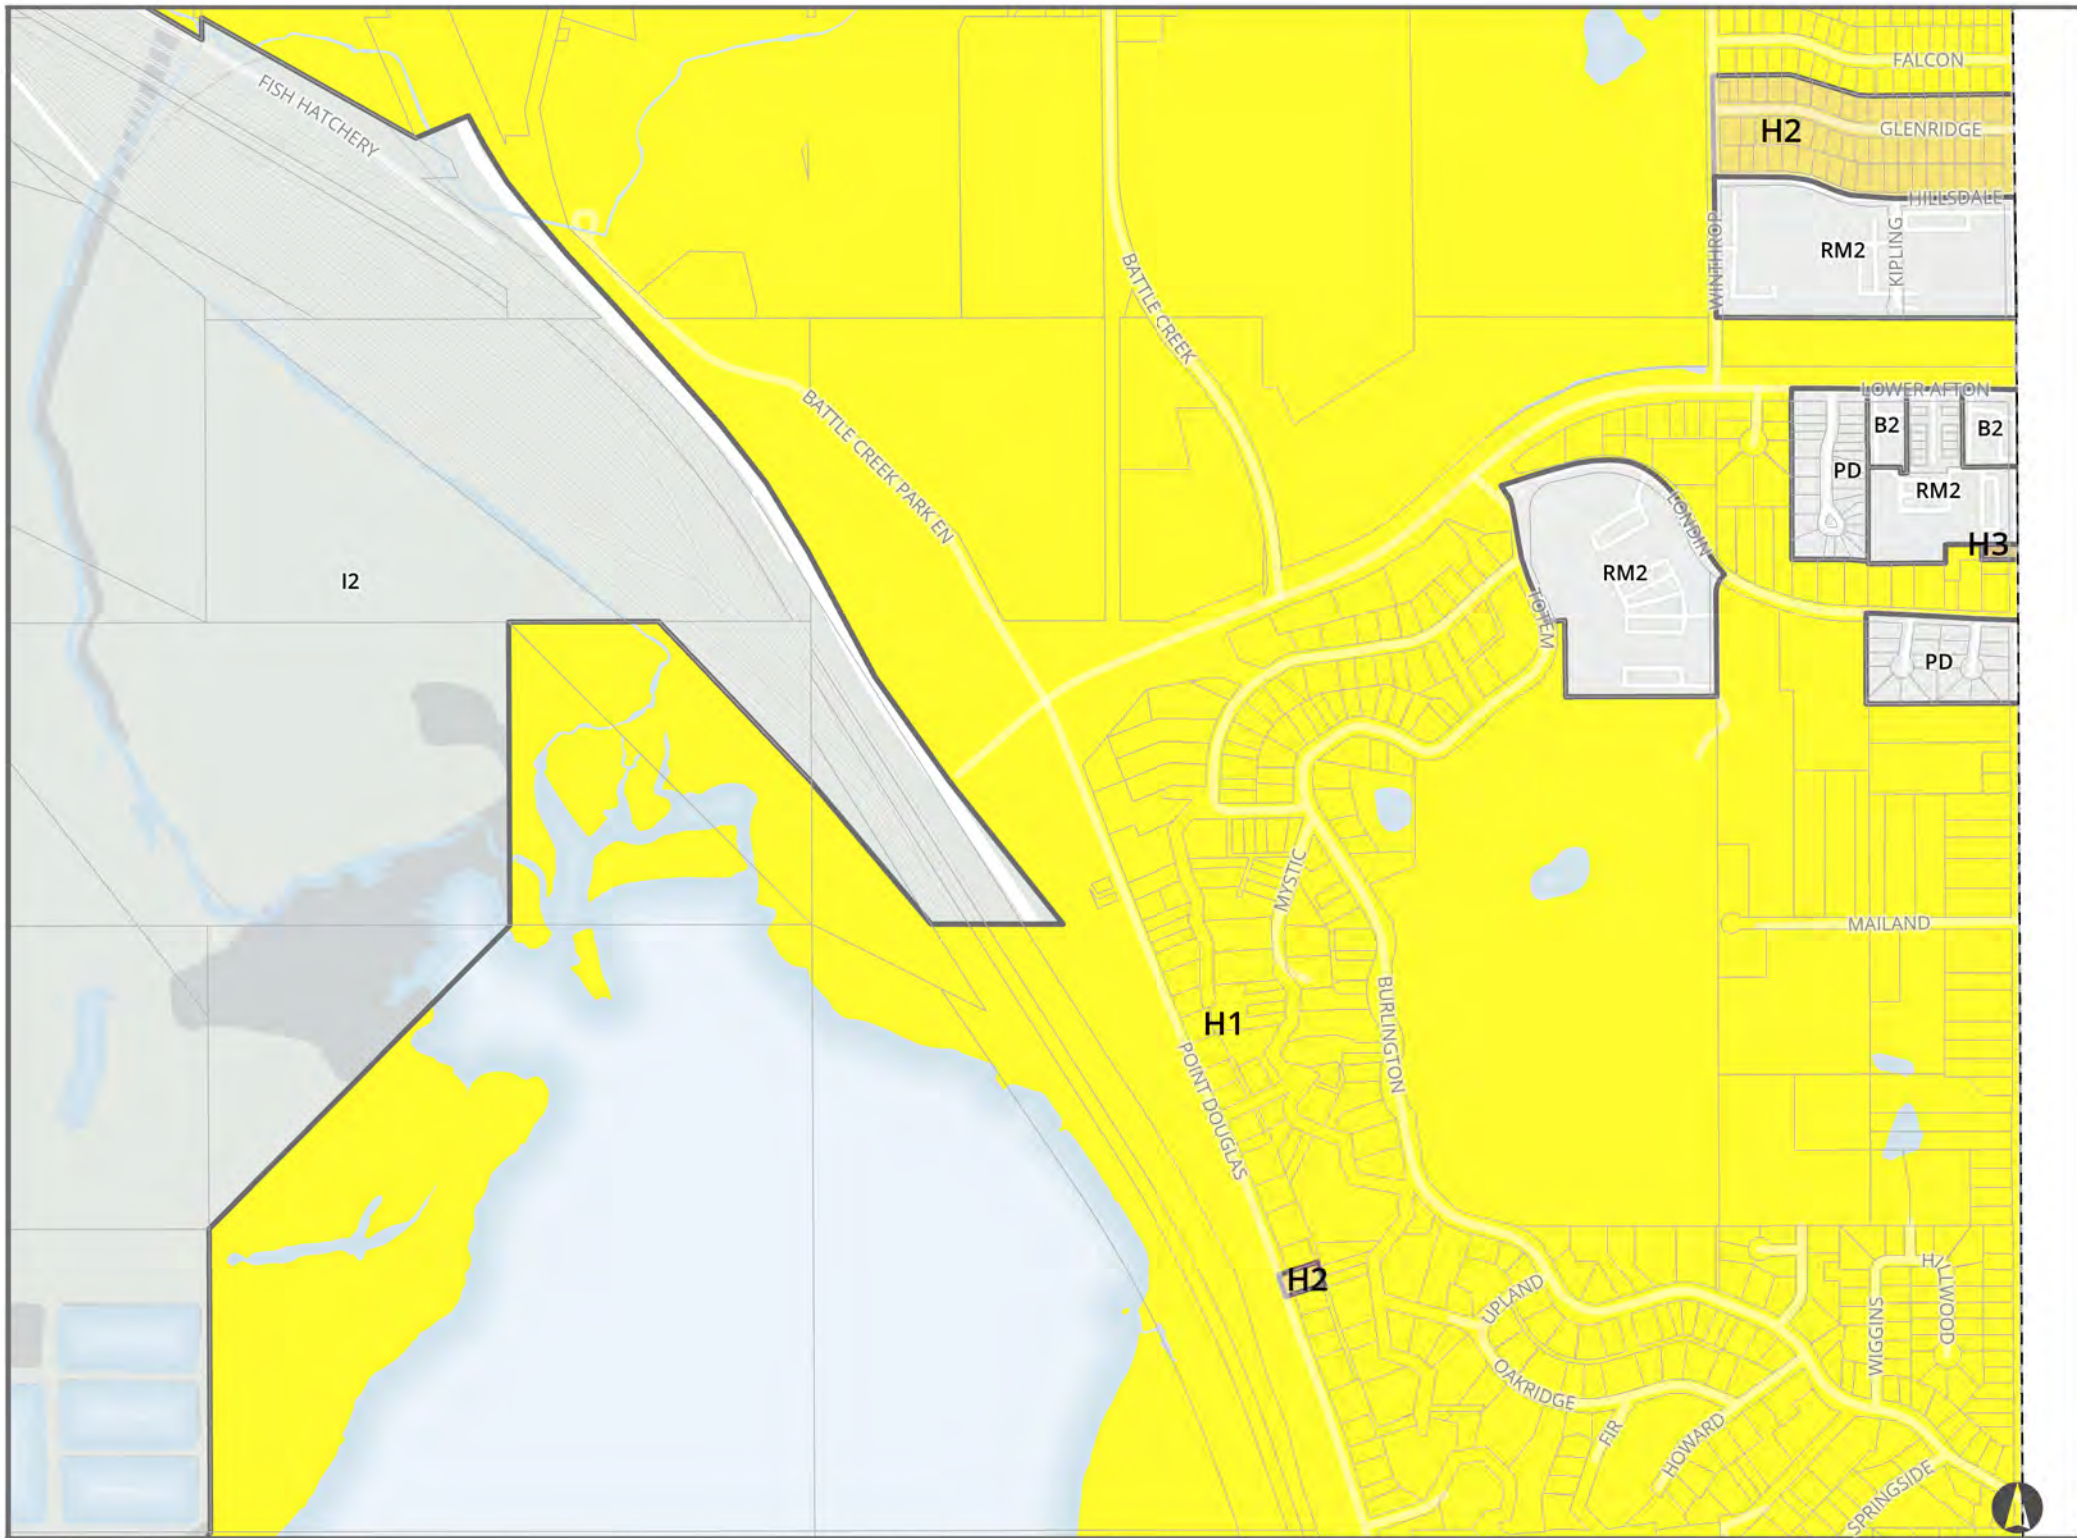 FALCON
FISH HATCHERY
H2
GLENRIDGE
HILLSDALE
WINTHROP
RM2
KIPLING
BATTLE CREEK
BATTLE CREEK PARK EN
LOWER AFTON
B2
B2
PD
RM2
LONDIN
H3
I2
RM2
TOTEM
PD
MYSTIC
MAILAND
H1
BURLINGTON
POINT DOUGLAS
H2
UPLAND
HALLWOOD
WIGGINS
OAKRIDGE
FIR
HOWARD
SPRINGSIDE